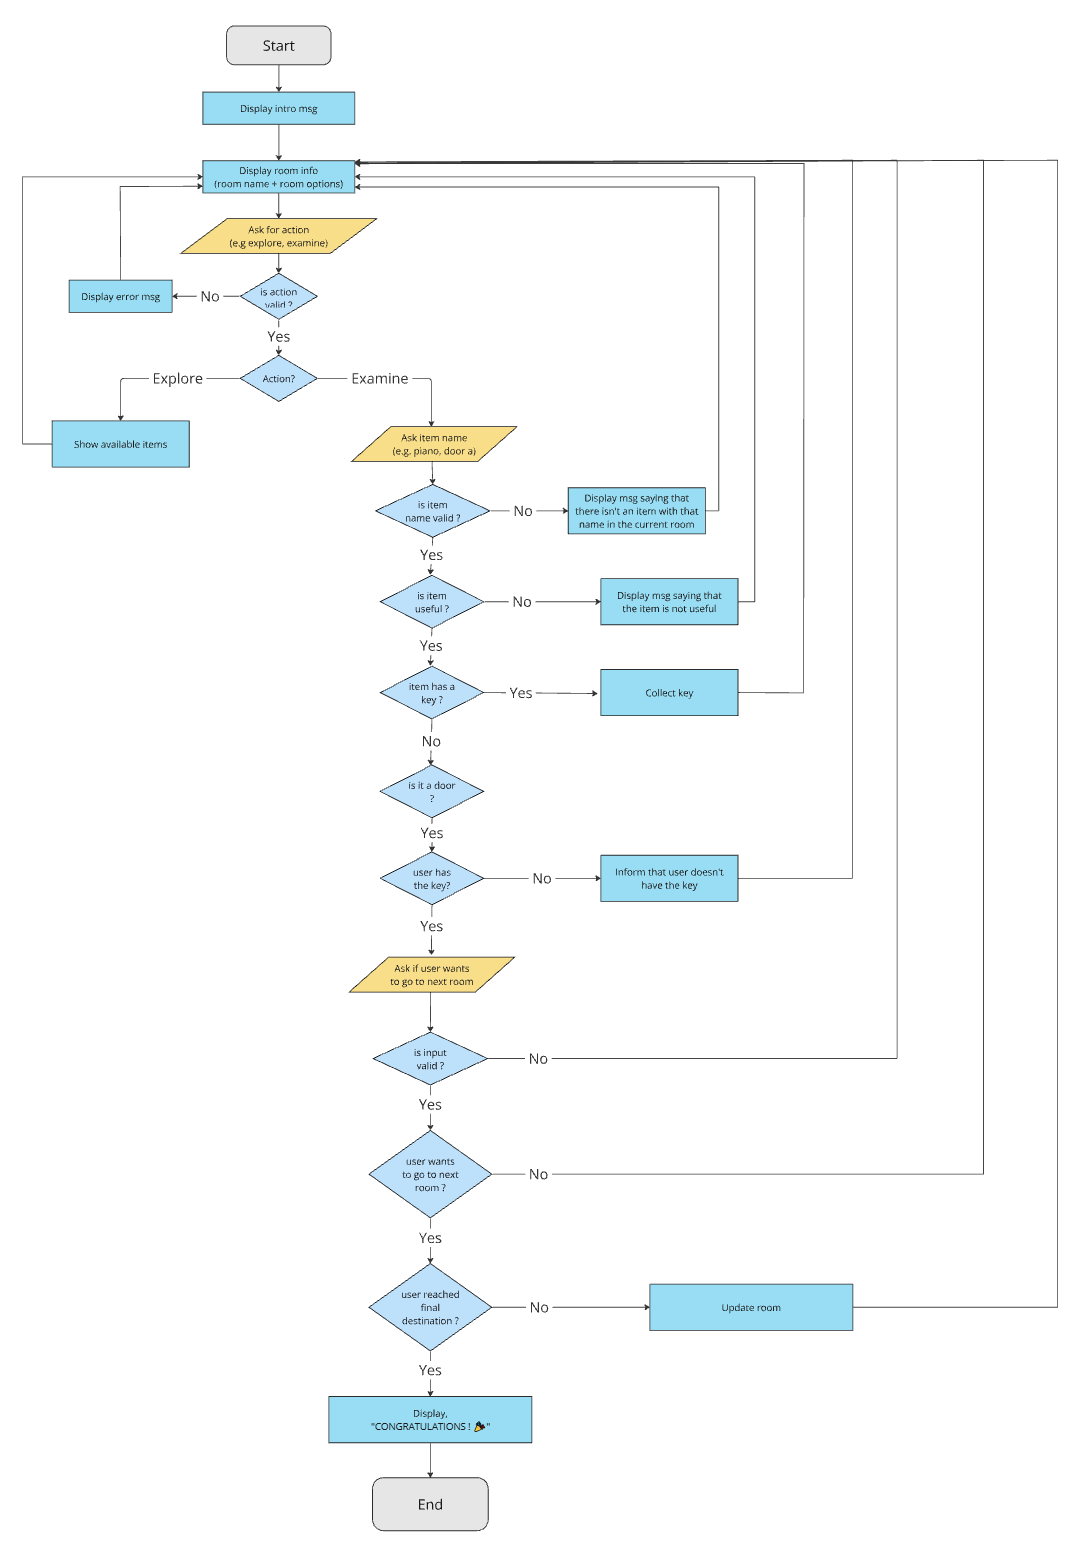 Start
Display intro msg
Display room info
(room name + room options)
Ask for action
(e.g explore, examine)
is action
valid ?
No
Display error msg
Yes
Action?
Explore
Examine
Show available items
Ask item name
(e.g. piano, door a)
is item
name valid ?
No
Display msg saying that
there isn't an item with that
name in the current room
Yes
is item
useful ?
No
Display msg saying that
the item is not useful
Yes
item has a
key ?
Yes
Collect key
No
is it a door
?
Yes
user has
the key?
No
Inform that user doesn't
have the key
Yes
Ask if user wants
to go to next room
is input
valid ?
No
Yes
user wants
to go to next
room ?
No
Yes
user reached
final
destination ?
No
Update room
Yes
Display,
"CONGRATULATIONS ! 🎉"
End